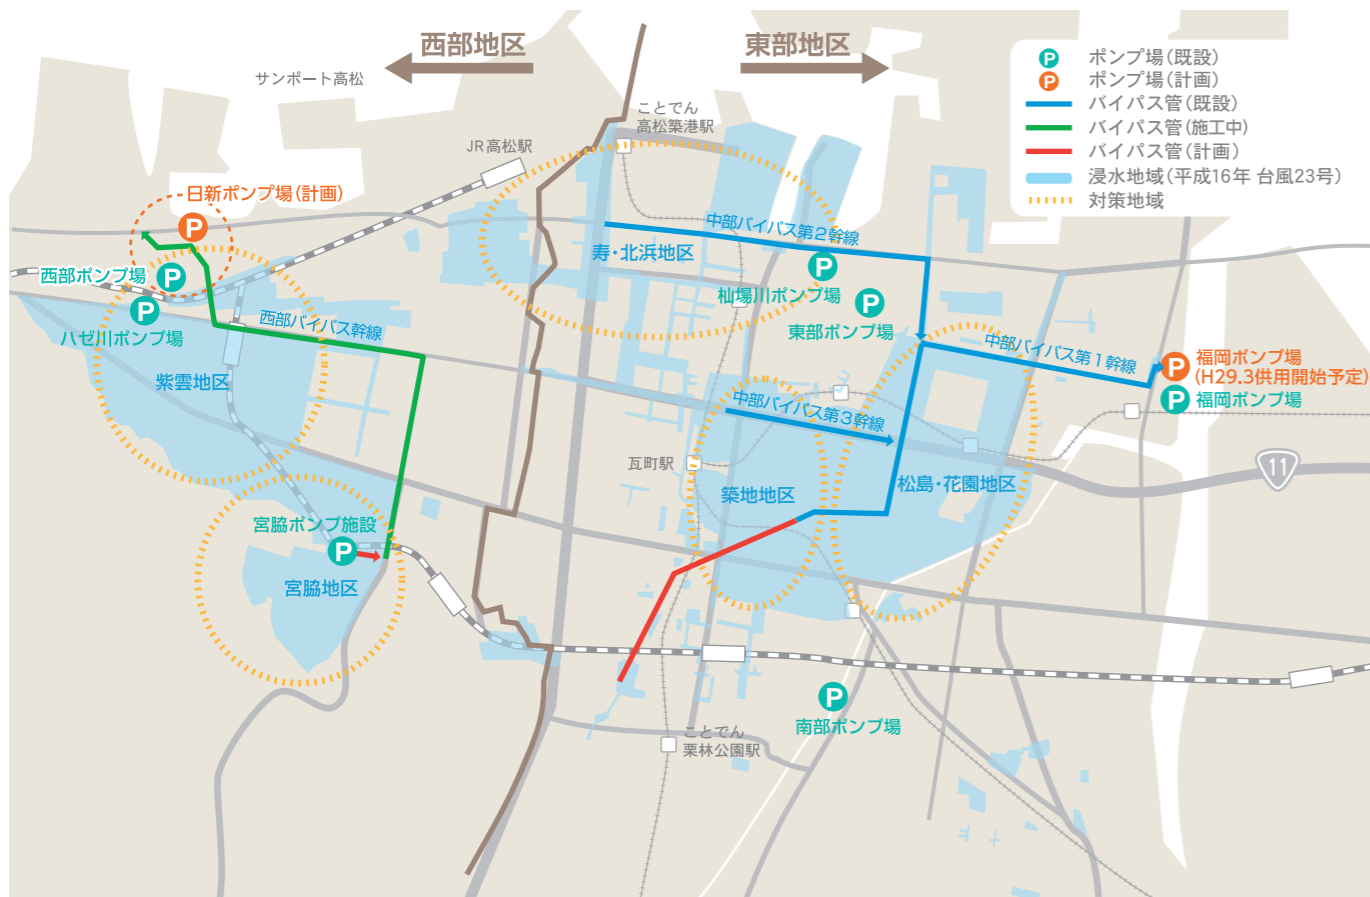 西部地区
東部地区
サンポート高松
ことでん
高松築港駅
JR高松駅
ポンプ場(既設)
ポンプ場(計画)
バイパス管(既設)
バイパス管(施工中)
バイパス管(計画)
浸水地域(平成16年 台風23号)
対策地域
日新ポンプ場(計画)
西部ポンプ場
ハゼ川ポンプ場
西部バイパス幹線
紫雲地区
宮脇ポンプ施設
宮脇地区
中部バイパス第2幹線
寿・北浜地区
杣場川ポンプ場
東部ポンプ場
中部バイパス第1幹線
福岡ポンプ場
(H29.3供用開始予定)
福岡ポンプ場
中部バイパス第3幹線
瓦町駅
築地地区
松島・花園地区
11
南部ポンプ場
ことでん
栗林公園駅
P
P
P
P
P
P
P
P
P
P
P